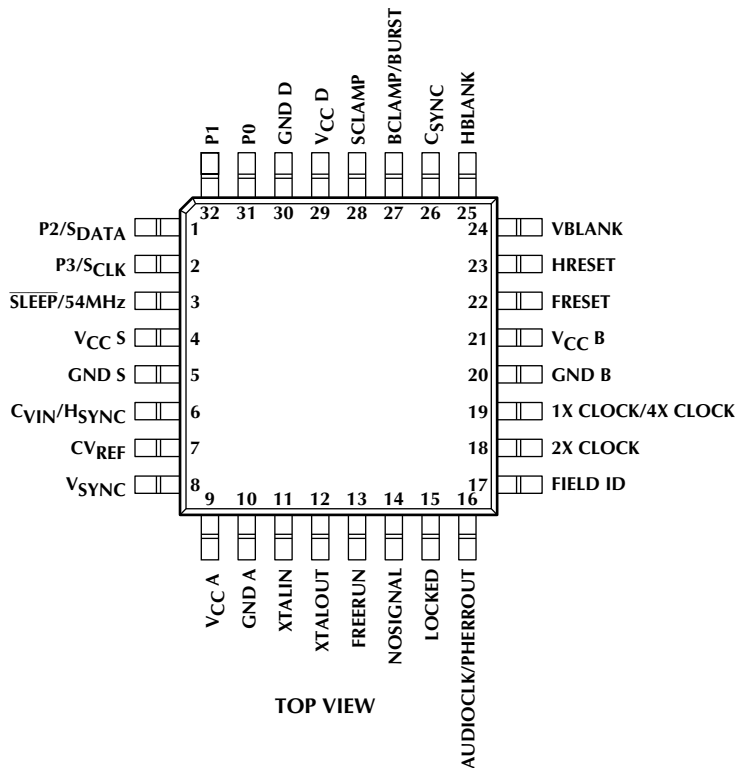 P1
P0
GND D
VCC D
SCLAMP
BCLAMP/BURST
CSYNC
HBLANK
32 31 30 29 28 27 26 25
P2/SDATA 1
P3/SCLK 2
SLEEP/54MHz 3
VCC S 4
GND S 5
CVIN/HSYNC 6
CVREF 7
VSYNC 8
24 VBLANK
23 HRESET
22 FRESET
21 VCC B
20 GND B
19 1X CLOCK/4X CLOCK
18 2X CLOCK
17 FIELD ID
9 10 11 12 13 14 15 16
VCC A
GND A
XTALIN
XTALOUT
FREERUN
NOSIGNAL
LOCKED
AUDIOCLK/PHERROUT
TOP VIEW